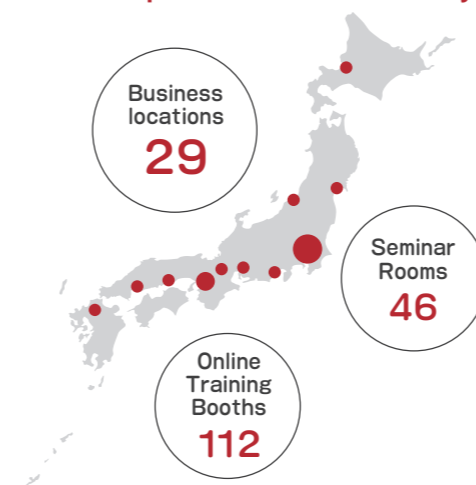 Business
locations
29
Seminar
Rooms
46
Online
Training
Booths
112